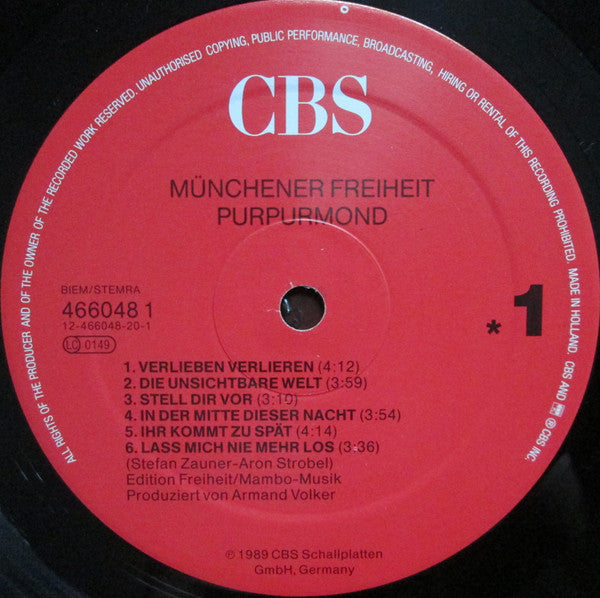 ALL RIGHTS OF THE PRODUCER AND OF THE OWNER OF THE RECORDED WORK RESERVED. UNAUTHORISED COPYING, PUBLIC PERFORMANCE, BROADCASTING, HIRING OR RENTAL OF THIS RECORDING PROHIBITED. MADE IN HOLLAND. CBS AND ℗ CBS INC.
CBS
MÜNCHENER FREIHEIT
PURPURMOND
BIEM/STEMRA
466048 1
12-466048-20-1
LC 0149
* 1
1. VERLIEBEN VERLIEREN (4:12)
2. DIE UNSICHTBARE WELT (3:59)
3. STELL DIR VOR (3:10)
4. IN DER MITTE DIESER NACHT (3:54)
5. IHR KOMMT ZU SPÄT (4:14)
6. LASS MICH NIE MEHR LOS (3:36)
(Stefan Zauner-Aron Strobel)
Edition Freiheit/Mambo-Musik
Produziert von Armand Volker
℗ 1989 CBS Schallplatten
GmbH, Germany